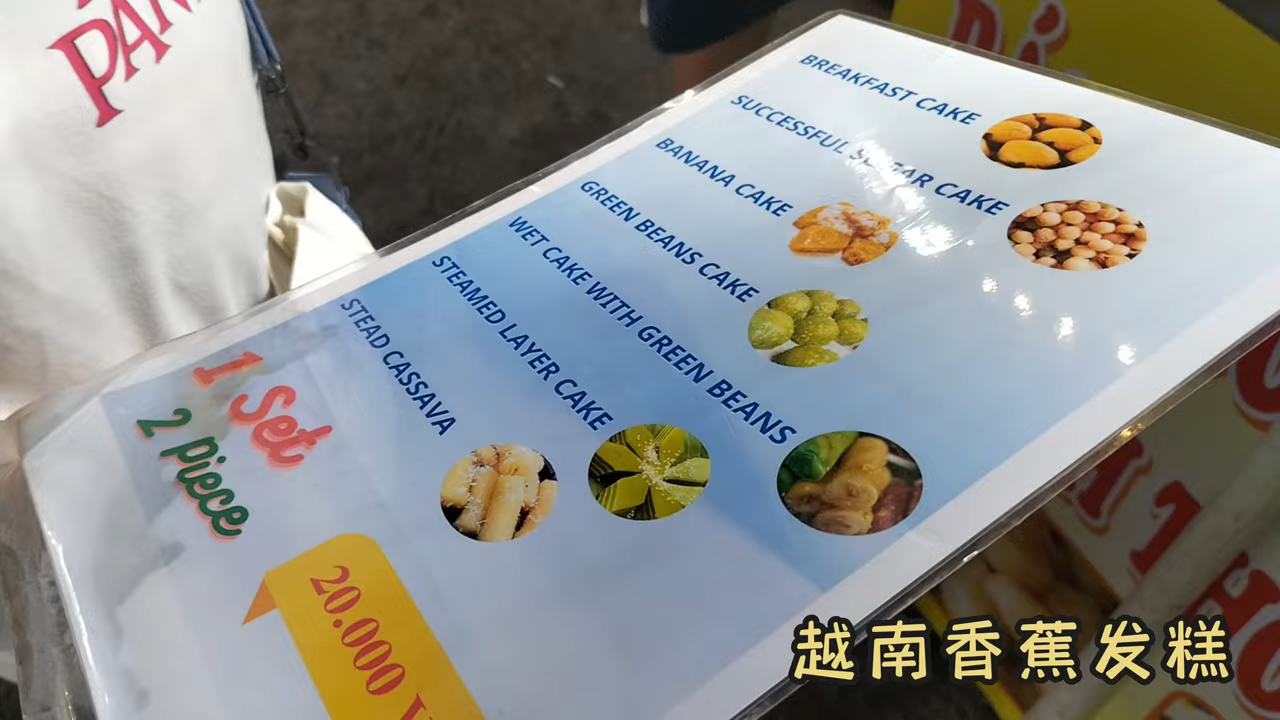 BREAKFAST CAKE
SUCCESSFUL SUGAR CAKE
BANANA CAKE
GREEN BEANS CAKE
WET CAKE WITH GREEN BEANS
STEAMED LAYER CAKE
STEAD CASSAVA
1 Set
2 Piece
20.000
越南香蕉发糕